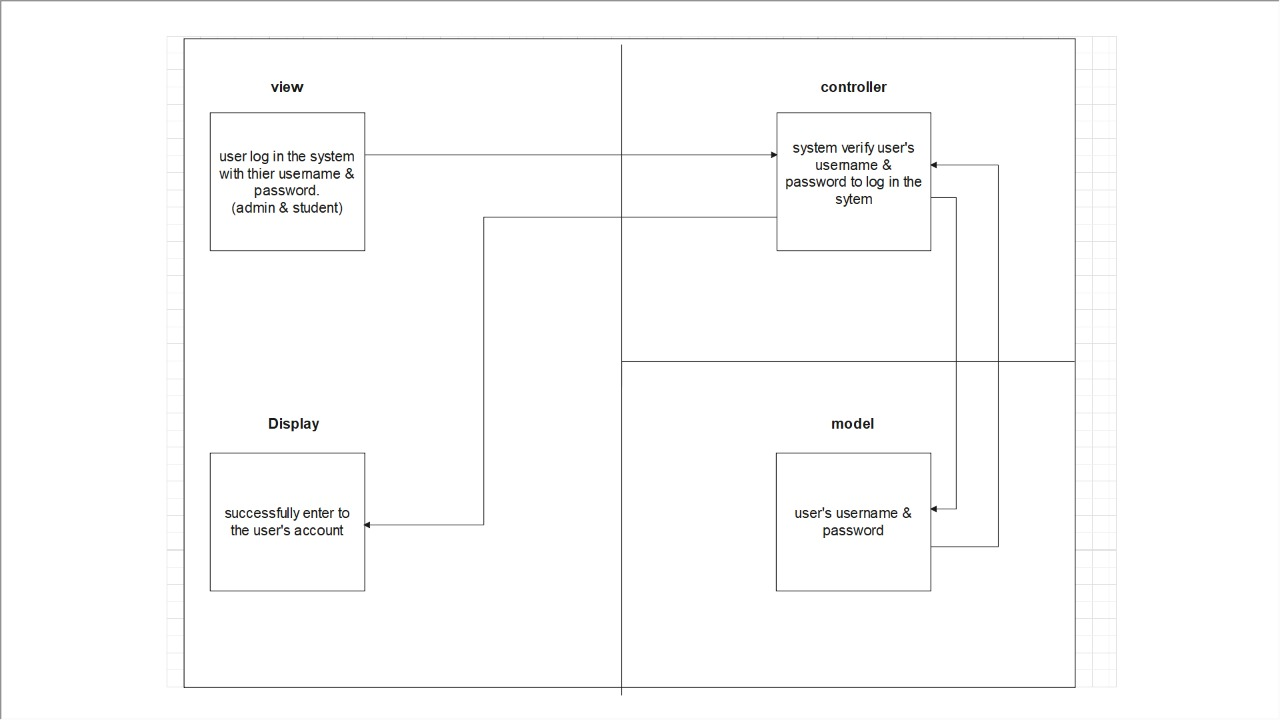 view
user log in the system
with thier username &
password.
(admin & student)
controller
system verify user's
username &
password to log in the
sytem
Display
successfully enter to
the user's account
model
user's username &
password